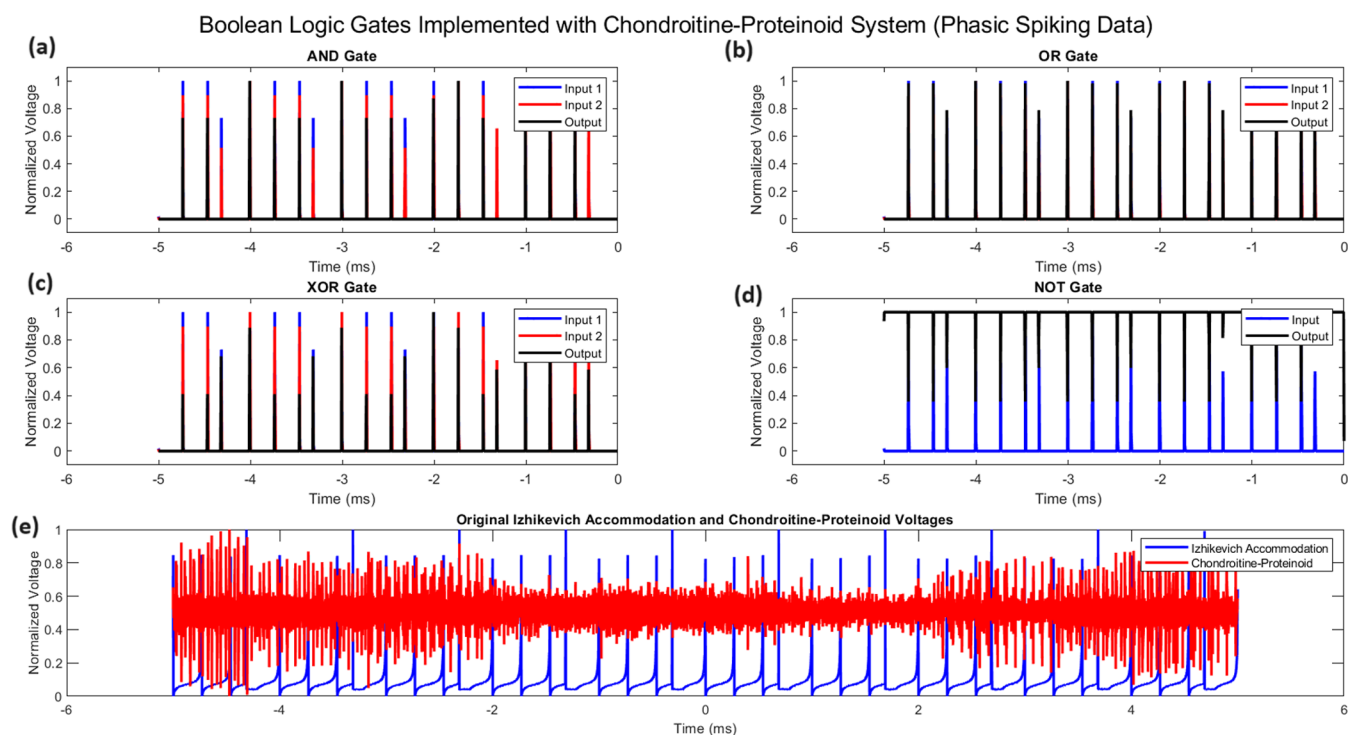 Boolean Logic Gates Implemented with Chondroitine-Proteinoid System (Phasic Spiking Data)
(a)
AND Gate
Normalized Voltage
1
0.8
0.6
0.4
0.2
0
Input 1
Input 2
Output
-6 -5 -4 -3 -2 -1 0
Time (ms)
(b)
OR Gate
Normalized Voltage
1
0.8
0.6
0.4
0.2
0
Input 1
Input 2
Output
-6 -5 -4 -3 -2 -1 0
Time (ms)
(c)
XOR Gate
Normalized Voltage
1
0.8
0.6
0.4
0.2
0
Input 1
Input 2
Output
-6 -5 -4 -3 -2 -1 0
Time (ms)
(d)
NOT Gate
Normalized Voltage
1
0.8
0.6
0.4
0.2
0
Input
Output
-6 -5 -4 -3 -2 -1 0
Time (ms)
(e)
Original Izhikevich Accommodation and Chondroitine-Proteinoid Voltages
Normalized Voltage
1
0.8
0.6
0.4
0.2
0
Izhikevich Accommodation
Chondroitine-Proteinoid
-6 -4 -2 0 2 4 6
Time (ms)